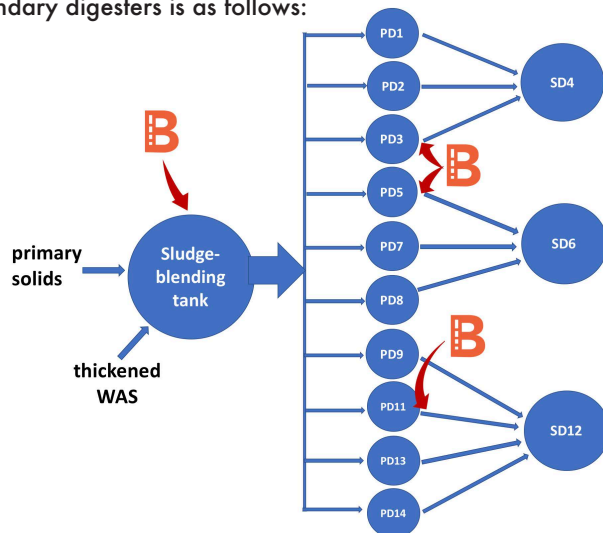 ndary digesters is as follows:
PD1
PD2
SD4
PD3
B
B
PD5
primary
solids
Sludge-
blending
tank
PD7
SD6
PD8
B
thickened
WAS
PD9
PD11
SD12
PD13
PD14